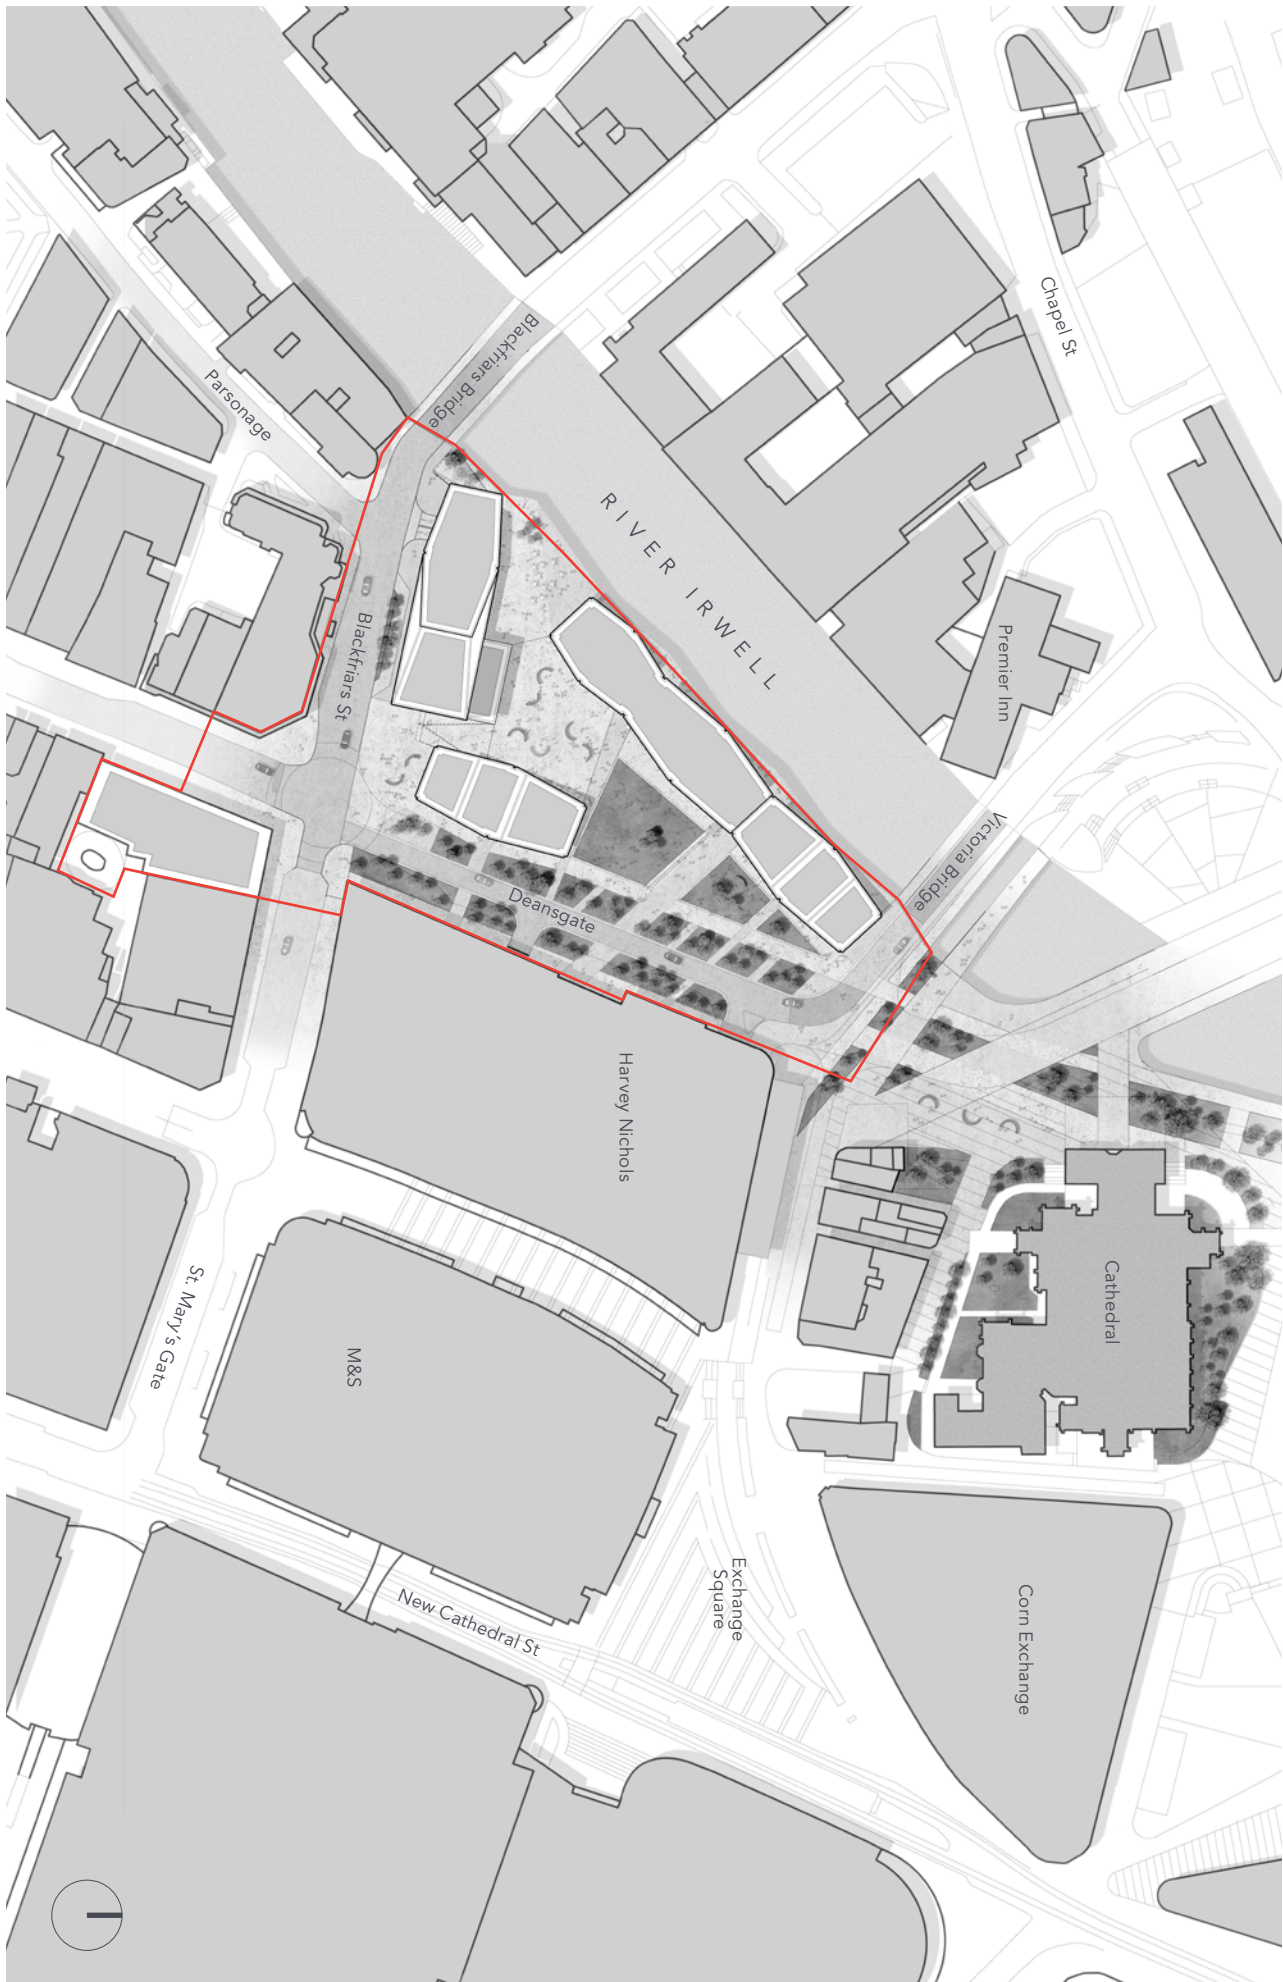 Chapel St
Blackfriars Bridge
Parsonage
RIVER IRWELL
Premier Inn
Blackfriars St
Victoria Bridge
Deansgate
Harvey Nichols
Cathedral
St. Mary's Gate
M&S
Exchange
Square
New Cathedral St
Corn Exchange